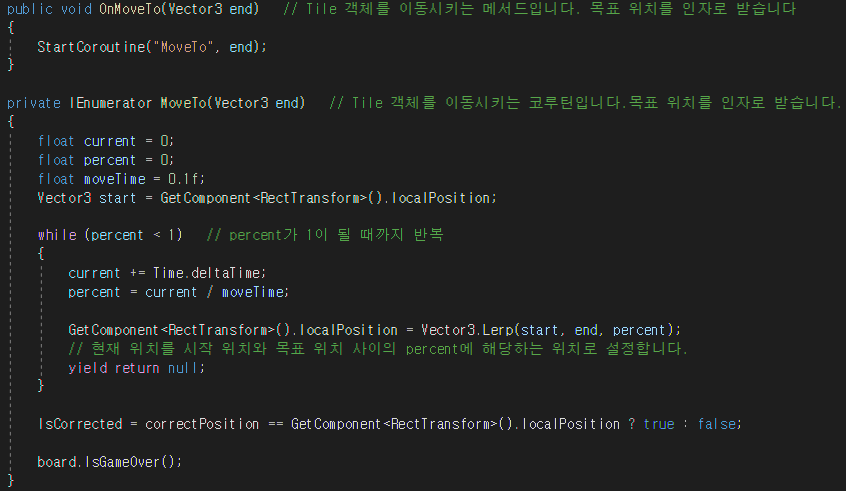 public void OnMoveTo(Vector3 end)   // Tile 객체를 이동시키는 메서드입니다. 목표 위치를 인자로 받습니다
{
    StartCoroutine("MoveTo", end);
}

private IEnumerator MoveTo(Vector3 end)   // Tile 객체를 이동시키는 코루틴입니다.목표 위치를 인자로 받습니다.
{
    float current = 0;
    float percent = 0;
    float moveTime = 0.1f;
    Vector3 start = GetComponent<RectTransform>().localPosition;

    while (percent < 1)   // percent가 1이 될 때까지 반복
    {
        current += Time.deltaTime;
        percent = current / moveTime;

        GetComponent<RectTransform>().localPosition = Vector3.Lerp(start, end, percent);
        // 현재 위치를 시작 위치와 목표 위치 사이의 percent에 해당하는 위치로 설정합니다.
        yield return null;
    }

    IsCorrected = correctPosition == GetComponent<RectTransform>().localPosition ? true : false;

    board.IsGameOver();
}